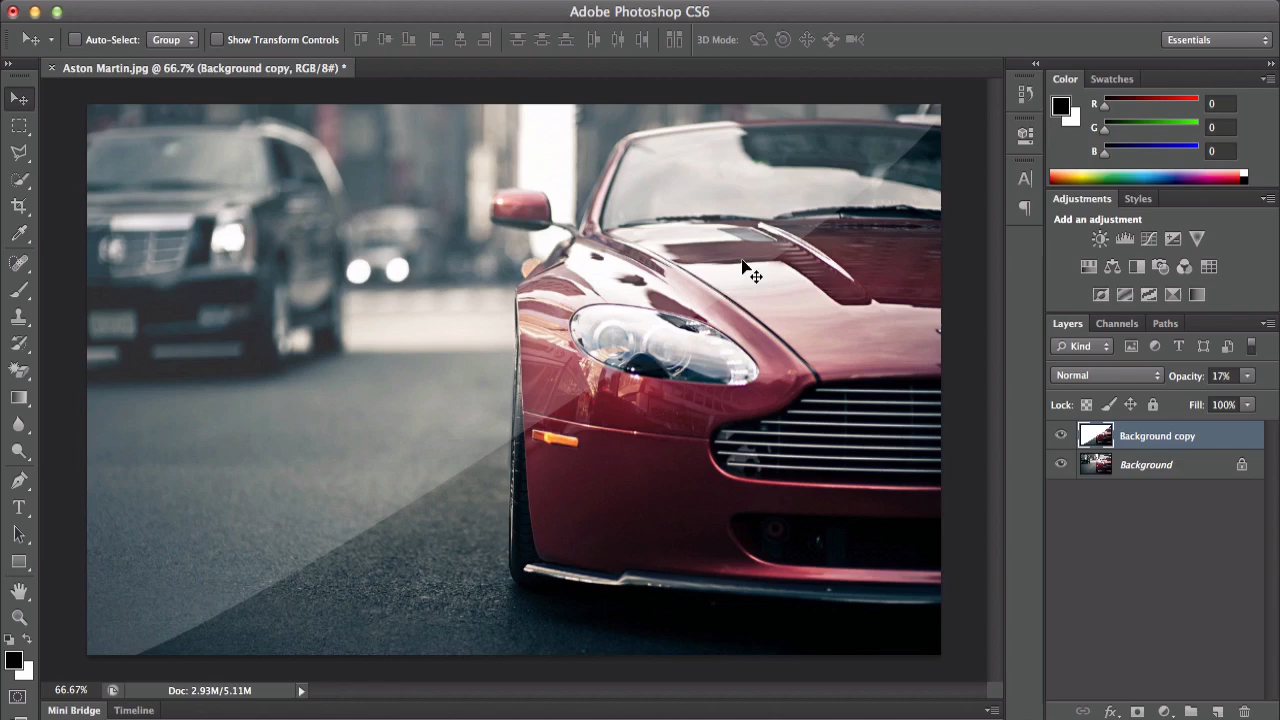 Adobe Photoshop CS6
Auto-Select: Group Show Transform Controls 3D Mode: Essentials
× Aston Martin.jpg @ 66.7% (Background copy, RGB/8#) *
Color Swatches
R 0
G 0
B 0
Adjustments Styles
Add an adjustment
Layers Channels Paths
Kind
Normal Opacity: 17%
Lock: Fill: 100%
Background copy
Background
66.67% Doc: 2.93M/5.11M
Mini Bridge Timeline